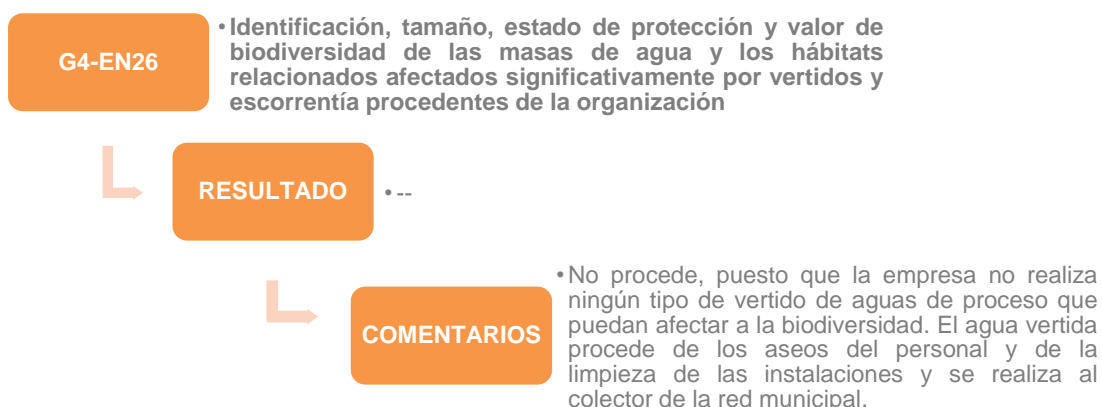 G4-EN26
• Identificación, tamaño, estado de protección y valor de
biodiversidad de las masas de agua y los hábitats
relacionados afectados significativamente por vertidos y
escorrentía procedentes de la organización
RESULTADO
• --
COMENTARIOS
• No procede, puesto que la empresa no realiza
ningún tipo de vertido de aguas de proceso que
puedan afectar a la biodiversidad. El agua vertida
procede de los aseos del personal y de la
limpieza de las instalaciones y se realiza al
colector de la red municipal.